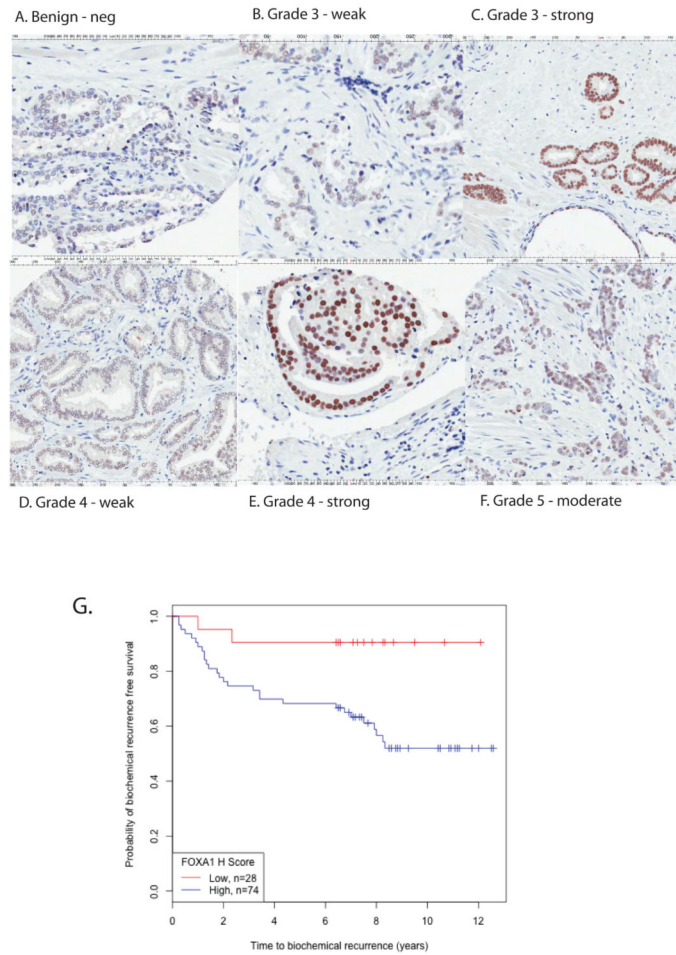 A. Benign - neg
B. Grade 3 - weak
C. Grade 3 - strong
D. Grade 4 - weak
E. Grade 4 - strong
F. Grade 5 - moderate
G.
Probability of biochemical recurrence free survival
1.0
0.8
0.6
0.4
0.2
0.0
FOXA1 H Score
Low, n=28
High, n=74
0 2 4 6 8 10 12
Time to biochemical recurrence (years)